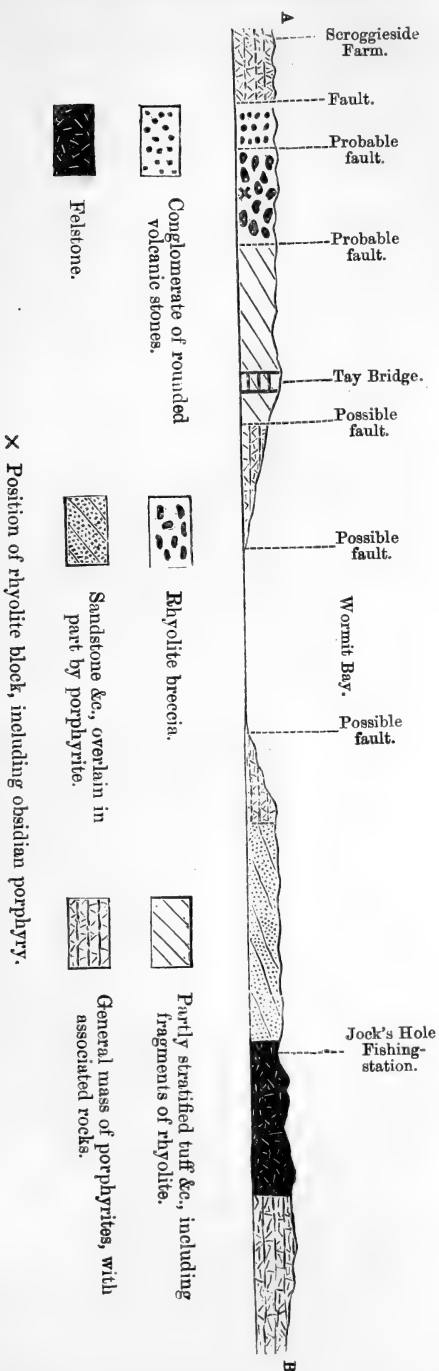 A
Scroggieside
Farm.
Fault.
Probable
fault.
Probable
fault.
Tay Bridge.
Possible
fault.
Possible
fault.
Wormit Bay.
Possible
fault.
Jock's Hole
Fishing-
station.
B
Conglomerate of rounded
volcanic stones.
Rhyolite breccia.
Partly stratified tuff &c., including
fragments of rhyolite.
Felstone.
Sandstone &c., overlain in
part by porphyrite.
General mass of porphyrites, with
associated rocks.
× Position of rhyolite block, including obsidian porphyry.